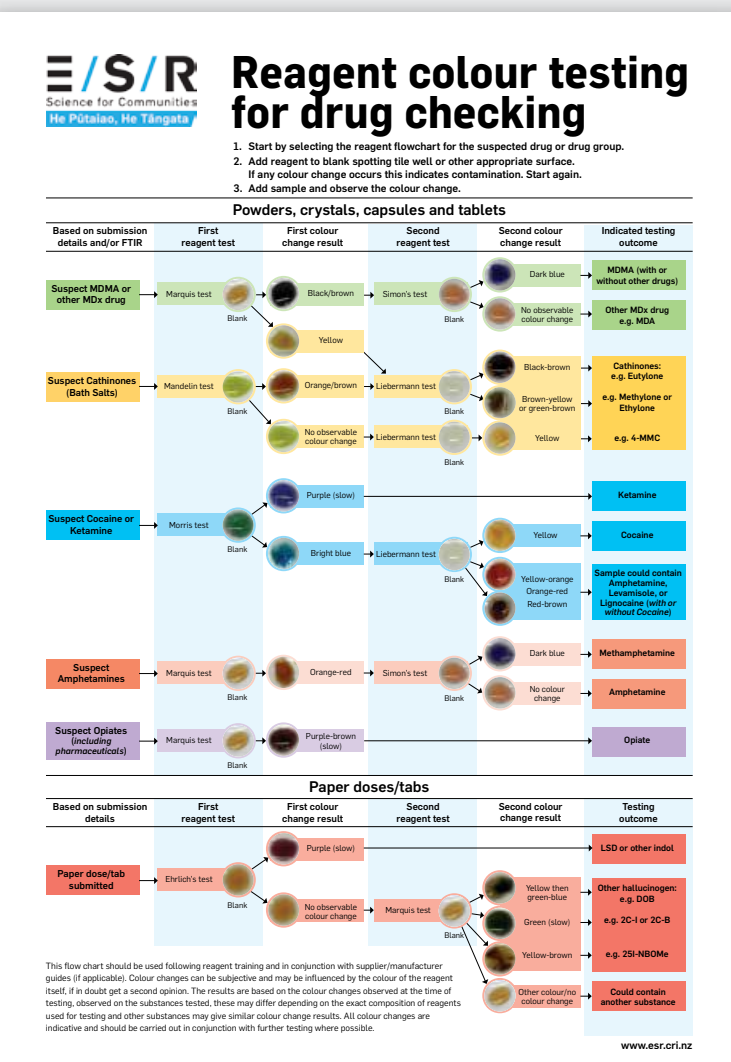 E/S/R
Science for Communities
He Pūtaiao, He Tāngata
Reagent colour testing
for drug checking
1. Start by selecting the reagent flowchart for the suspected drug or drug group.
2. Add reagent to blank spotting tile well or other appropriate surface.
If any colour change occurs this indicates contamination. Start again.
3. Add sample and observe the colour change.
Powders, crystals, capsules and tablets
Based on submission
details and/or FTIR
First
reagent test
First colour
change result
Second
reagent test
Second colour
change result
Indicated testing
outcome
Suspect MDMA or
other MDx drug
Marquis test
Blank
Black/brown
Simon's test
Blank
Dark blue
MDMA (with or
without other drugs)
No observable
colour change
Other MDx drug
e.g. MDA
Yellow
Suspect Cathinones
(Bath Salts)
Mandelin test
Blank
Orange/brown
Liebermann test
Blank
Black-brown
Cathinones:
e.g. Eutylone
Brown-yellow
or green-brown
e.g. Methylone or
Ethylone
No observable
colour change
Liebermann test
Blank
Yellow
e.g. 4-MMC
Suspect Cocaine or
Ketamine
Morris test
Blank
Purple (slow)
Ketamine
Bright blue
Liebermann test
Blank
Yellow
Cocaine
Yellow-orange
Orange-red
Red-brown
Sample could contain
Amphetamine,
Levamisole, or
Lignocaine (with or
without Cocaine)
Suspect
Amphetamines
Marquis test
Blank
Orange-red
Simon's test
Blank
Dark blue
Methamphetamine
No colour
change
Amphetamine
Suspect Opiates
(including
pharmaceuticals)
Marquis test
Blank
Purple-brown
(slow)
Opiate
Paper doses/tabs
Based on submission
details
First
reagent test
First colour
change result
Second
reagent test
Second colour
change result
Testing
outcome
Paper dose/tab
submitted
Ehrlich's test
Blank
Purple (slow)
LSD or other indol
No observable
colour change
Marquis test
Blank
Yellow then
green-blue
Other hallucinogen:
e.g. DOB
Green (slow)
e.g. 2C-I or 2C-B
Yellow-brown
e.g. 25I-NBOMe
Other colour/no
colour change
Could contain
another substance
This flow chart should be used following reagent training and in conjunction with supplier/manufacturer
guides (if applicable). Colour changes can be subjective and may be influenced by the colour of the reagent
itself, if in doubt get a second opinion. The results are based on the colour changes observed at the time of
testing, observed on the substances tested, these may differ depending on the exact composition of reagents
used for testing and other substances may give similar colour change results. All colour changes are
indicative and should be carried out in conjunction with further testing where possible.
www.esr.cri.nz